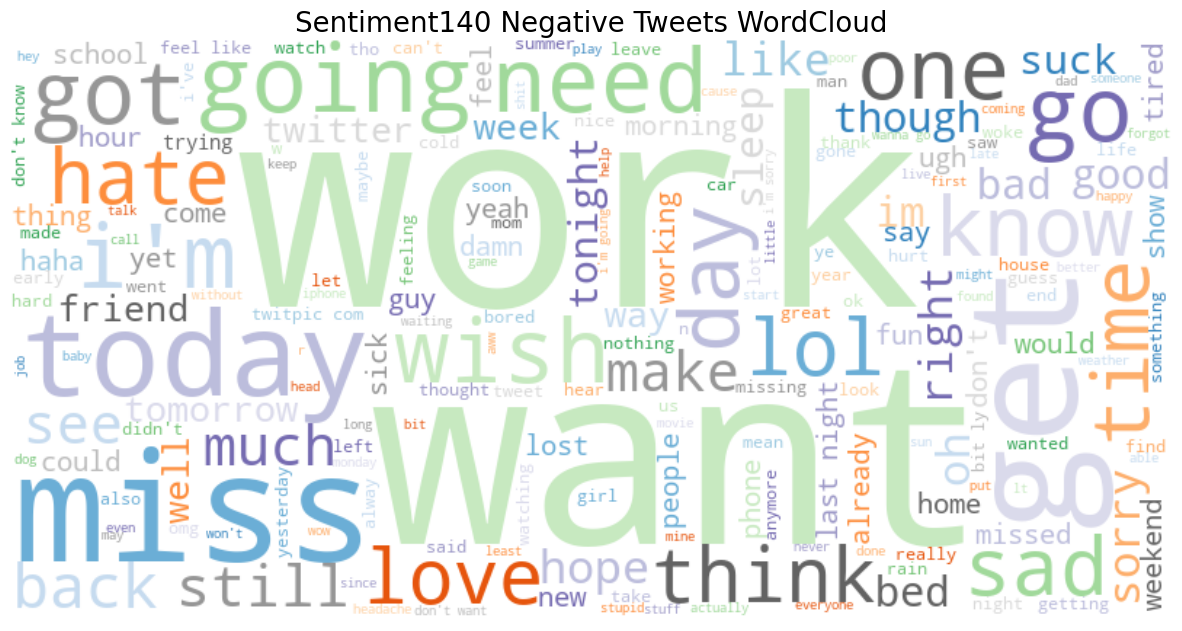 Sentiment140 Negative Tweets WordCloud
hey
school
feel like
watch
tho
can't
summer
play
leave
like
poor
one
suck
dad
someone
tired
got
i've
going
feel
shit
need
cause
man
though
go
coming
forgot
don't know
hour
trying
twitter
cold
week
nice
morning
sleep
thank
wanna go
woke
saw
life
hate
w
keep
maybe
work
soon
tonight
help
car
gone
ugh
late
bad
good
live
first
happy
thing
talk
come
yeah
mom
i'm going
working
day
lot
little
i'm sorry
im
say
know
show
made
call
i'm
yet
feeling
damn
game
ye
hurt
haha
early
went
without
let
iphone
year
start
ok
house
guess
might
better
hard
friend
guy
waiting
bored
way
n
great
right
found
end
time
something
twitpic com
today
sick
wish
aww
nothing
lol
fun
don't
would
get
weather
job
baby
r
head
make
missing
thought
tweet
hear
look
tomorrow
long
bit
us
movie
last night
bit ly
see
didn't
much
left
lost
people
mean
already
sun
oh
wanted
find
able
dog
could
well
monday
want
phone
anymore
put
miss
also
yesterday
alway
watching
girl
home
lt
sorry
weekend
even
may
omg
won't
wow
mine
missed
said
least
never
done
really
rain
back
still
since
love
hope
think
bed
sad
headache
don't want
new
take
stupid
stuff
actually
everyone
night
getting